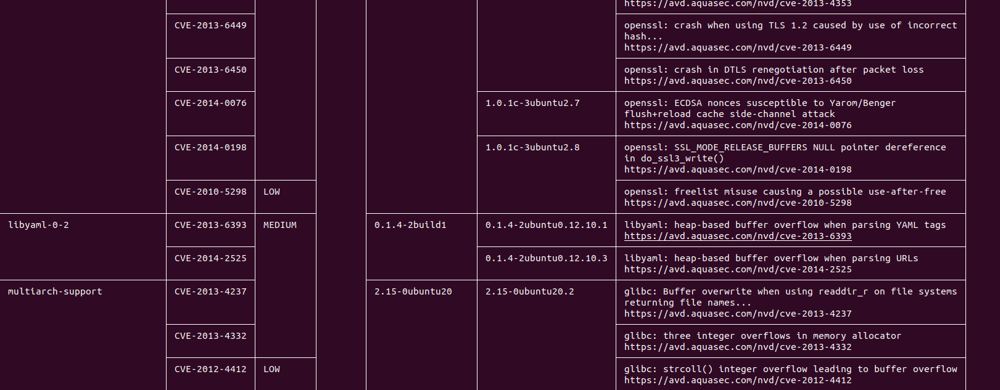 https://avd.aquasec.com/nvd/cve-2013-4353
CVE-2013-6449 openssl: crash when using TLS 1.2 caused by use of incorrect
hash...
https://avd.aquasec.com/nvd/cve-2013-6449
CVE-2013-6450 openssl: crash in DTLS renegotiation after packet loss
https://avd.aquasec.com/nvd/cve-2013-6450
CVE-2014-0076 1.0.1c-3ubuntu2.7 openssl: ECDSA nonces susceptible to Yarom/Benger
flush+reload cache side-channel attack
https://avd.aquasec.com/nvd/cve-2014-0076
CVE-2014-0198 1.0.1c-3ubuntu2.8 openssl: SSL_MODE_RELEASE_BUFFERS NULL pointer dereference
in do_ssl3_write()
https://avd.aquasec.com/nvd/cve-2014-0198
CVE-2010-5298 LOW openssl: freelist misuse causing a possible use-after-free
https://avd.aquasec.com/nvd/cve-2010-5298
libyaml-0-2 CVE-2013-6393 MEDIUM 0.1.4-2build1 0.1.4-2ubuntu0.12.10.1 libyaml: heap-based buffer overflow when parsing YAML tags
https://avd.aquasec.com/nvd/cve-2013-6393
CVE-2014-2525 0.1.4-2ubuntu0.12.10.3 libyaml: heap-based buffer overflow when parsing URLs
https://avd.aquasec.com/nvd/cve-2014-2525
multiarch-support CVE-2013-4237 2.15-0ubuntu20 2.15-0ubuntu20.2 glibc: Buffer overwrite when using readdir_r on file systems
returning file names...
https://avd.aquasec.com/nvd/cve-2013-4237
CVE-2013-4332 glibc: three integer overflows in memory allocator
https://avd.aquasec.com/nvd/cve-2013-4332
CVE-2012-4412 LOW glibc: strcoll() integer overflow leading to buffer overflow
https://avd.aquasec.com/nvd/cve-2012-4412